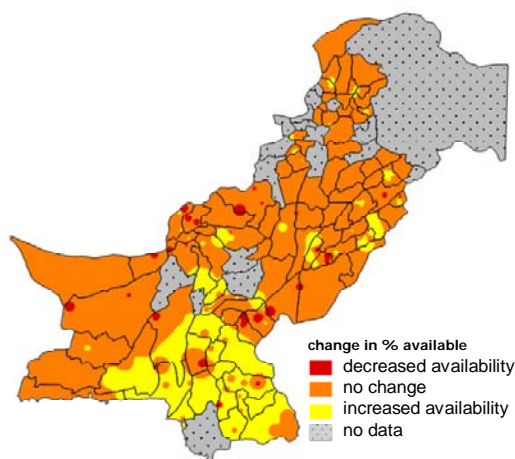 change in % available
decreased availability
no change
increased availability
no data